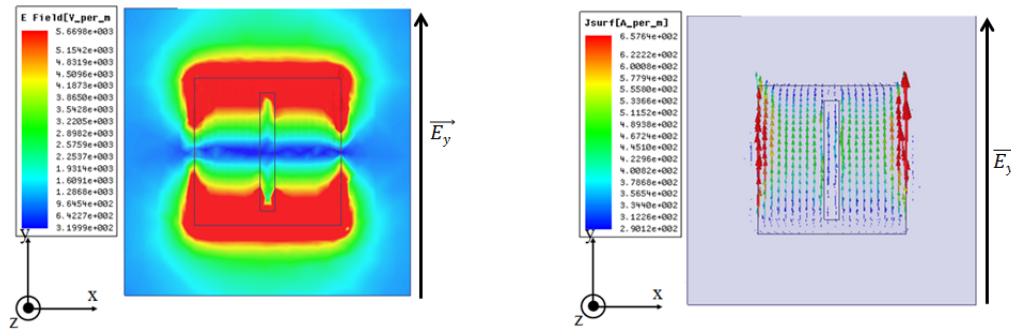 E Field[V_per_m
5.6698e+003
5.1542e+003
4.8319e+003
4.5096e+003
4.1873e+003
3.8650e+003
3.5428e+003
3.2205e+003
2.8982e+003
2.5759e+003
2.2537e+003
1.9314e+003
1.6091e+003
1.2868e+003
9.6454e+002
6.4227e+002
3.1999e+002
y
x
z
E_y
Jsurf[A_per_m]
6.5764e+002
6.2222e+002
6.0008e+002
5.7794e+002
5.5580e+002
5.3366e+002
5.1152e+002
4.8938e+002
4.6724e+002
4.4510e+002
4.2296e+002
4.0082e+002
3.7868e+002
3.5654e+002
3.3440e+002
3.1226e+002
2.9012e+002
y
x
z
E_y